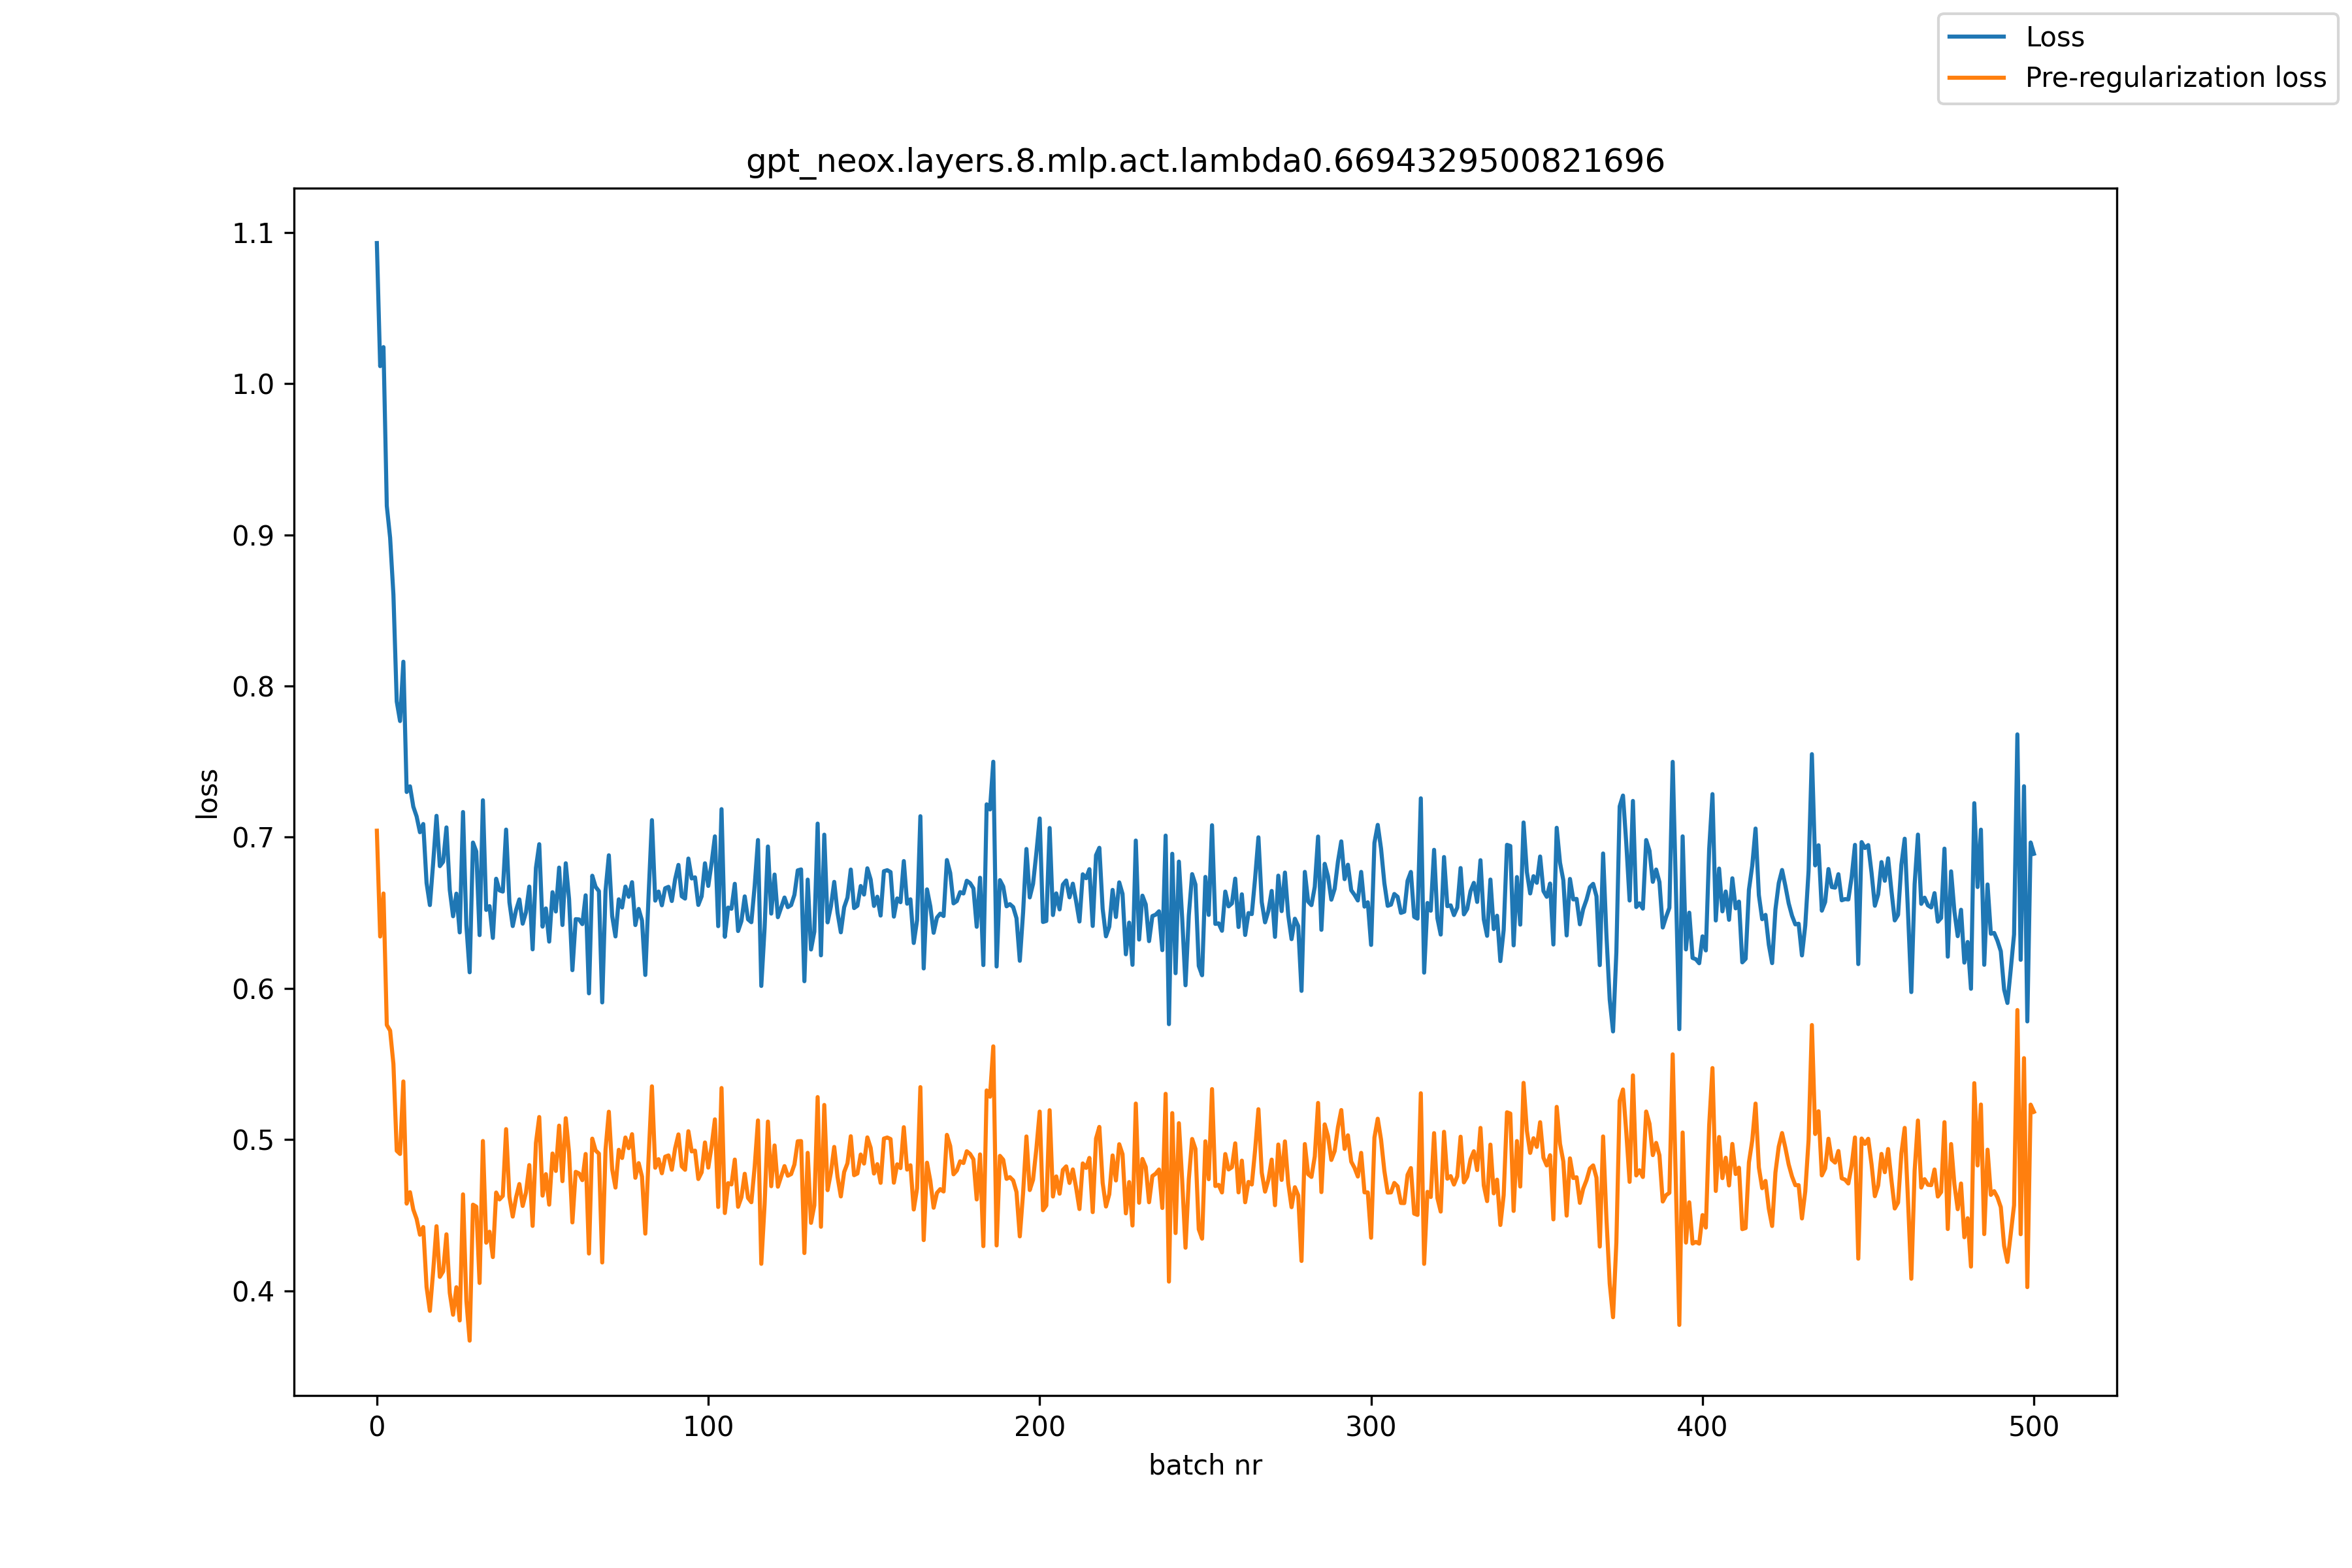 Loss
Pre-regularization loss
gpt_neox.layers.8.mlp.act.lambda0.6694329500821696
1.1
1.0
0.9
0.8
0.7
0.6
0.5
0.4
loss
0 100 200 300 400 500
batch nr